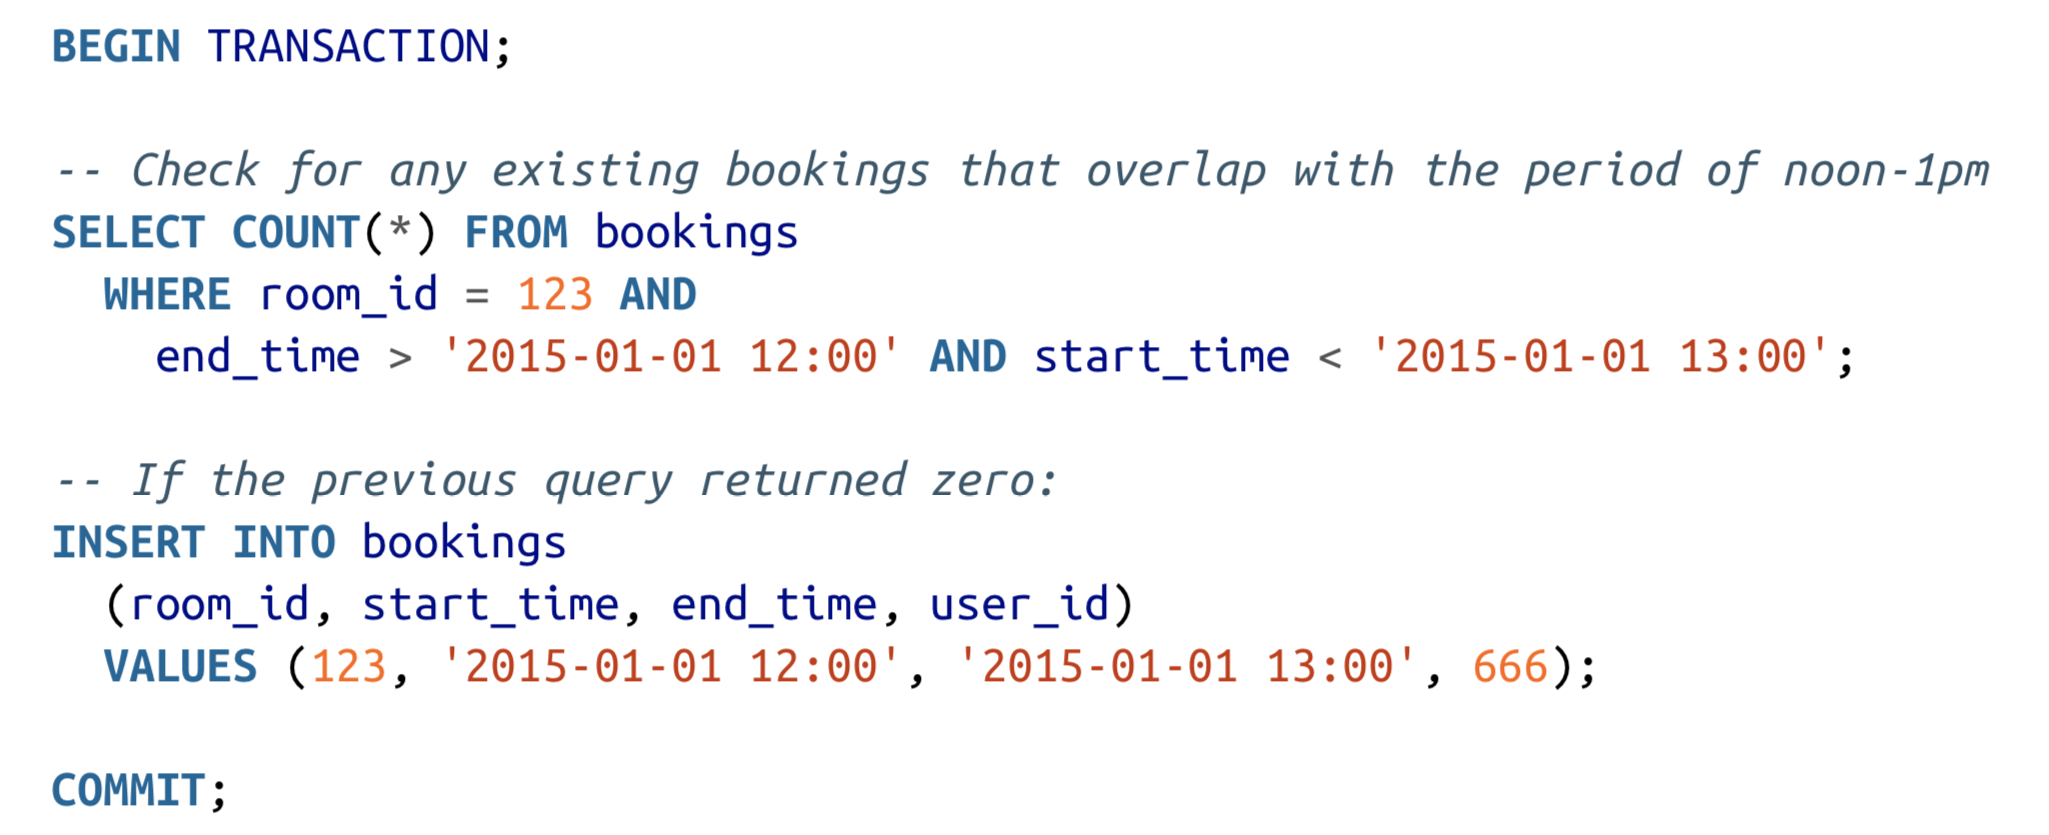 BEGIN TRANSACTION;
-- Check for any existing bookings that overlap with the period of noon-1pm
SELECT COUNT(*) FROM bookings
WHERE room_id = 123 AND
end_time > '2015-01-01 12:00' AND start_time < '2015-01-01 13:00';
-- If the previous query returned zero:
INSERT INTO bookings
(room_id, start_time, end_time, user_id)
VALUES (123, '2015-01-01 12:00', '2015-01-01 13:00', 666);
COMMIT;